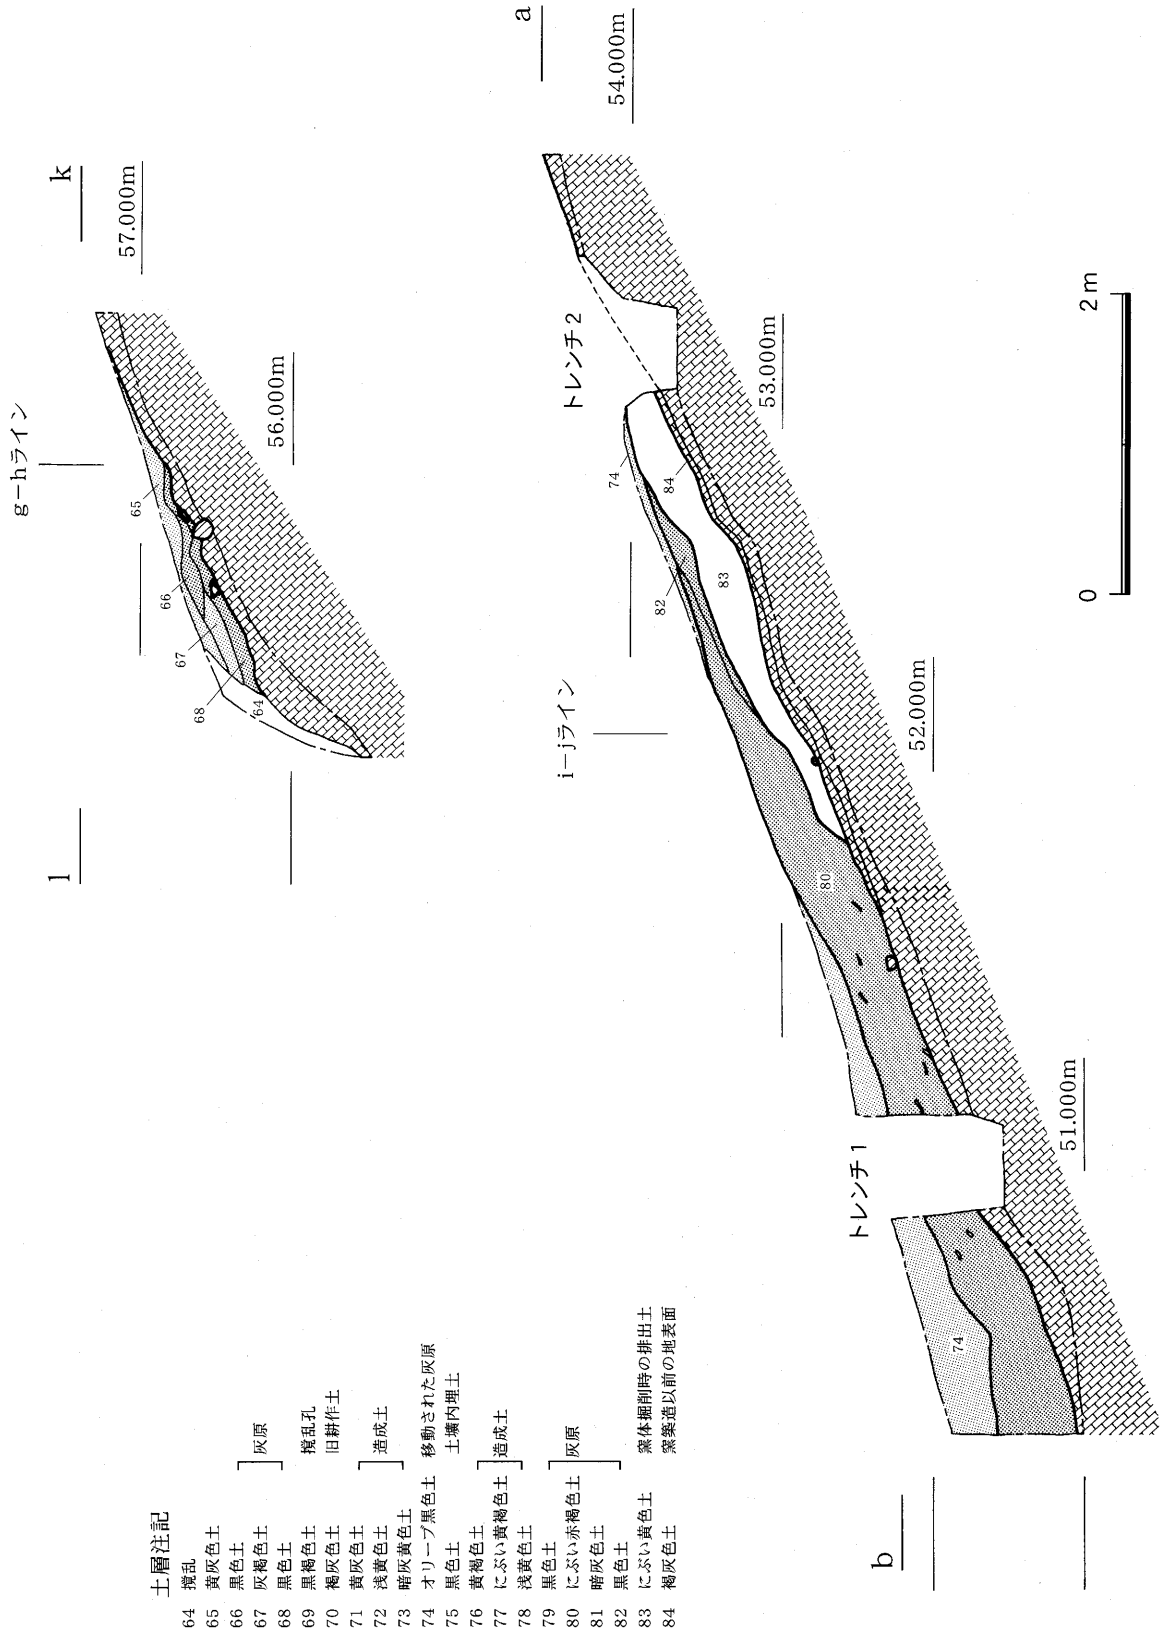 g－hライン
l
k
57.000m
56.000m
65
66
67
68
64
a
54.000m
トレンチ2
53.000m
i－jライン
52.000m
74
82
83
84
80
トレンチ1
51.000m
74
b
0 2m
土層注記
64 攪乱
65 黄灰色土
66 黒色土
67 灰褐色土 灰原
68 黒色土
69 黒褐色土 攪乱孔
70 褐灰色土 旧耕作土
71 黄灰色土
72 浅黄色土 造成土
73 暗灰黄色土
74 オリーブ黒色土 移動された灰原
75 黒色土 土壙内埋土
76 黄褐色土
77 にぶい黄褐色土 造成土
78 浅黄色土
79 黒色土
80 にぶい赤褐色土 灰原
81 暗灰色土
82 黒色土
83 にぶい黄色土 窯体掘削時の排出土
84 褐灰色土 窯築造以前の地表面